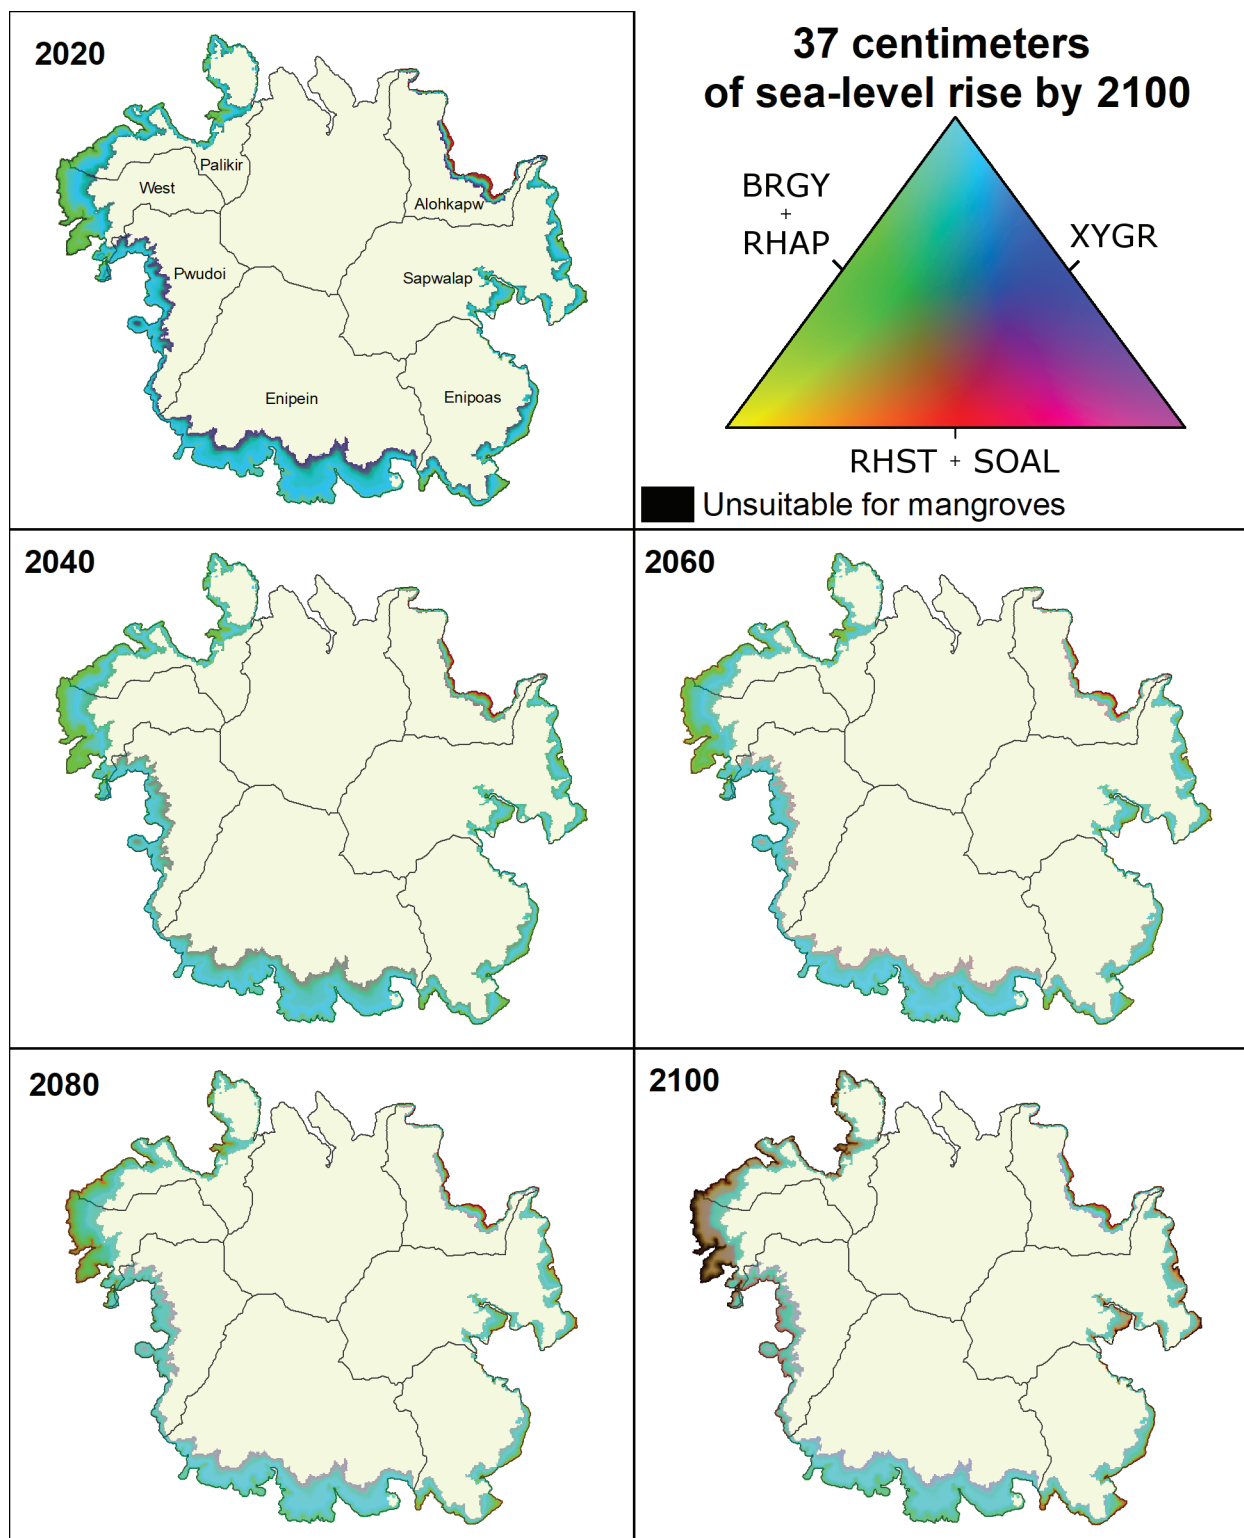 2020
Palikir
West
Alohkapw
Pwudoi
Sapwalap
Enipein
Enipoas
37 centimeters
of sea-level rise by 2100
BRGY
+
RHAP
XYGR
RHST + SOAL
Unsuitable for mangroves
2040
2060
2080
2100